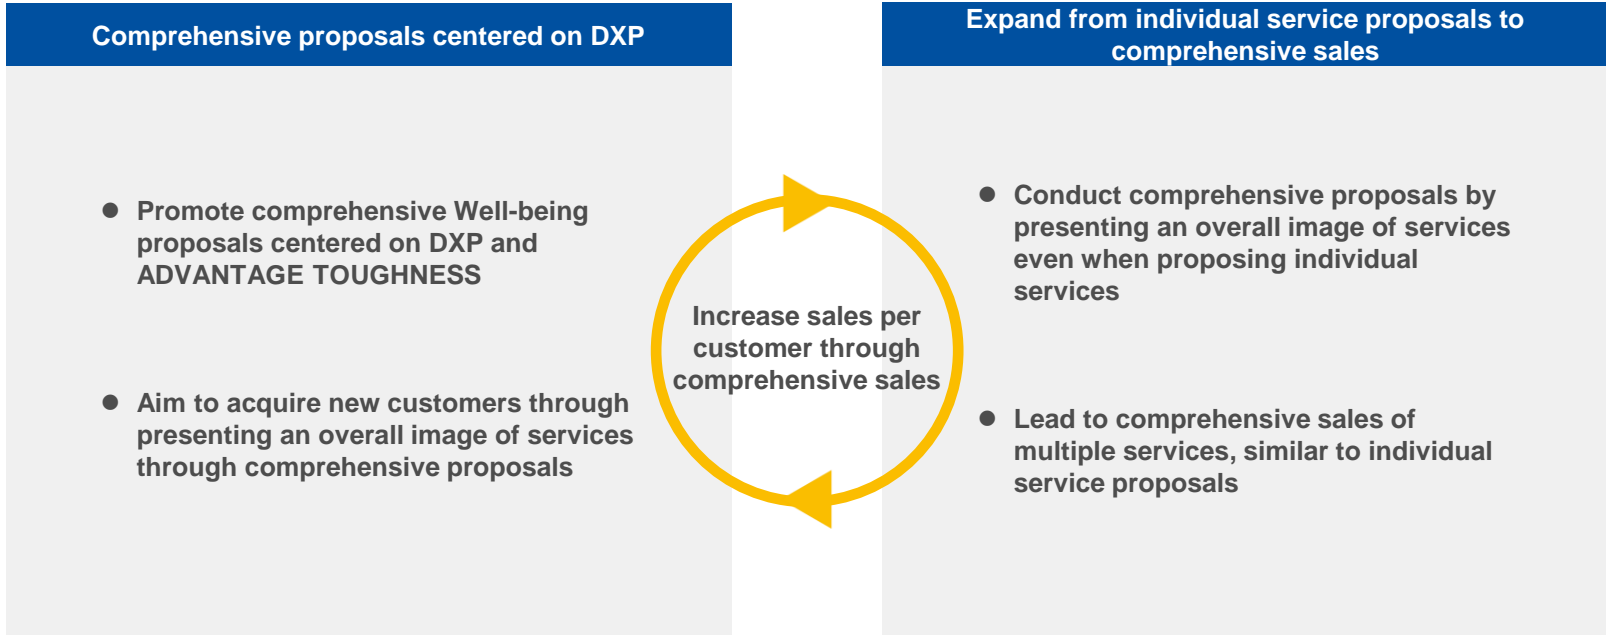 Comprehensive proposals centered on DXP
● Promote comprehensive Well-being
proposals centered on DXP and
ADVANTAGE TOUGHNESS
● Aim to acquire new customers through
presenting an overall image of services
through comprehensive proposals
Increase sales per
customer through
comprehensive sales
Expand from individual service proposals to
comprehensive sales
● Conduct comprehensive proposals by
presenting an overall image of services
even when proposing individual
services
● Lead to comprehensive sales of
multiple services, similar to individual
service proposals